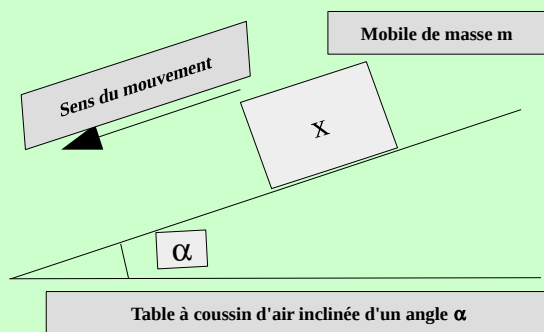 Mobile de masse m
Sens du mouvement
X
α
Table à coussin d'air inclinée d'un angle α